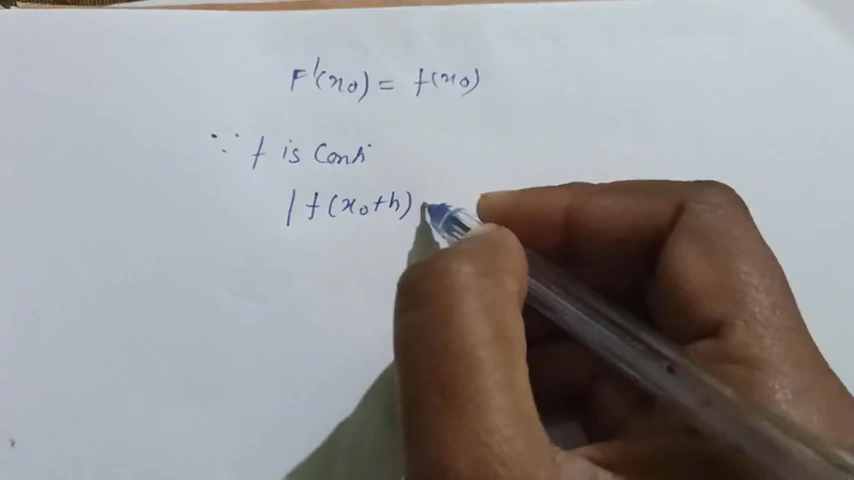 F'(x₀) = f(x₀)
∵ f is Conti
|f(x₀+h)